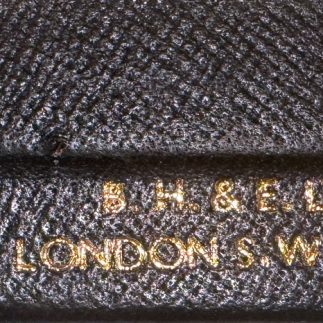 B. H. & E. L
LONDON S. W